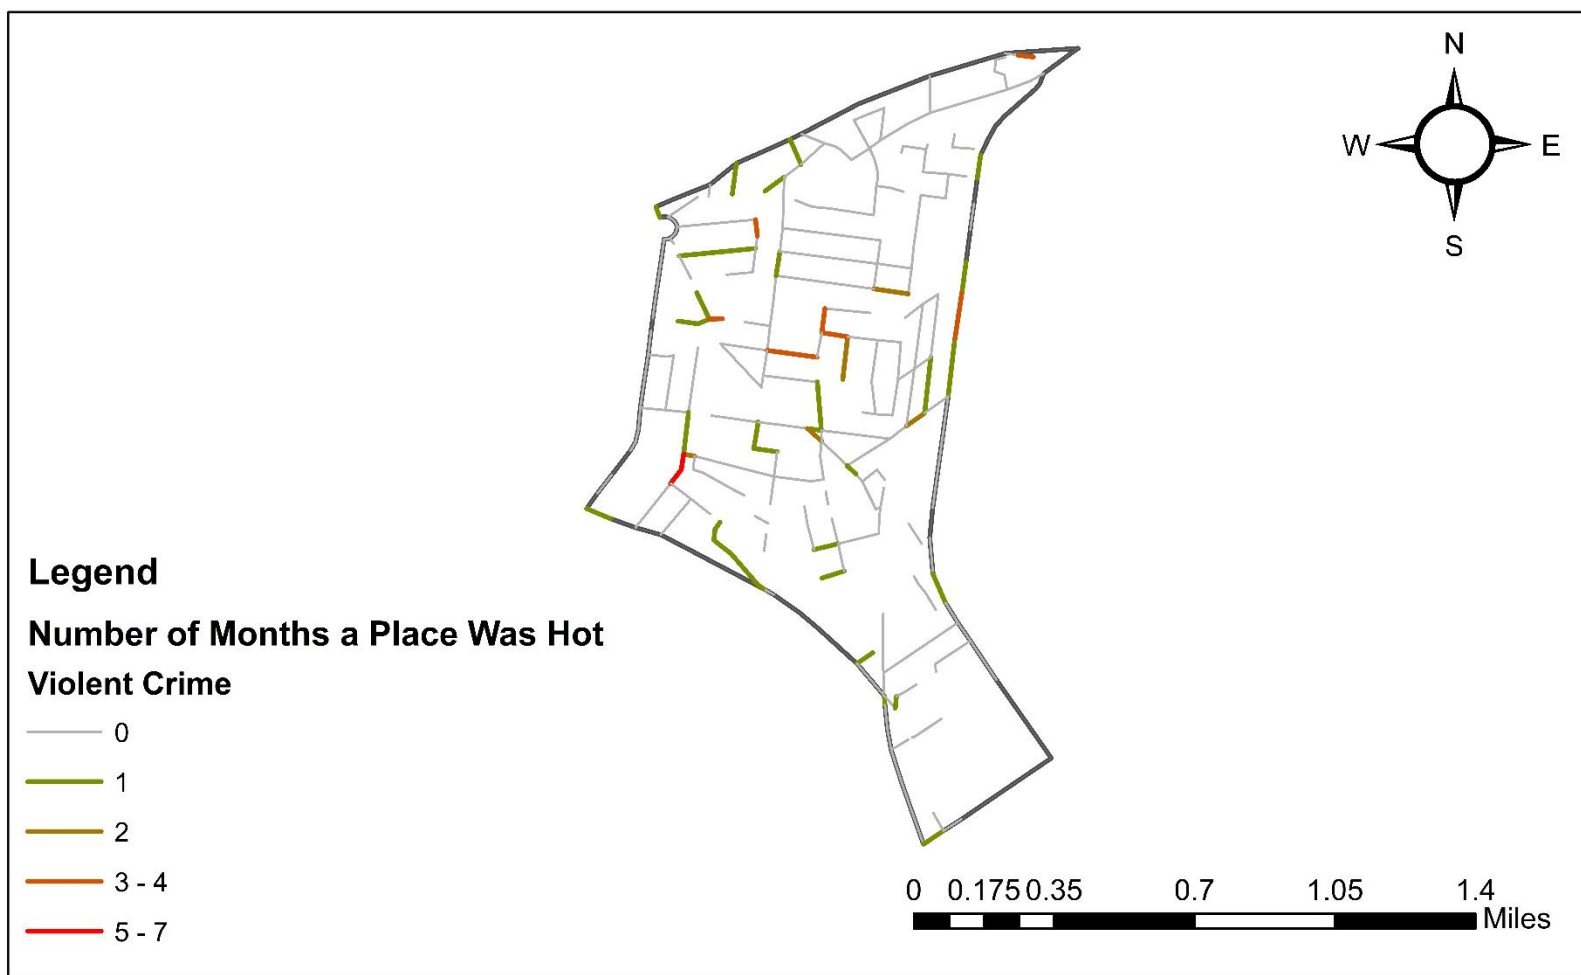 N
W E
S
Legend
Number of Months a Place Was Hot
Violent Crime
0
1
2
3 - 4
5 - 7
0 0.175 0.35 0.7 1.05 1.4
Miles